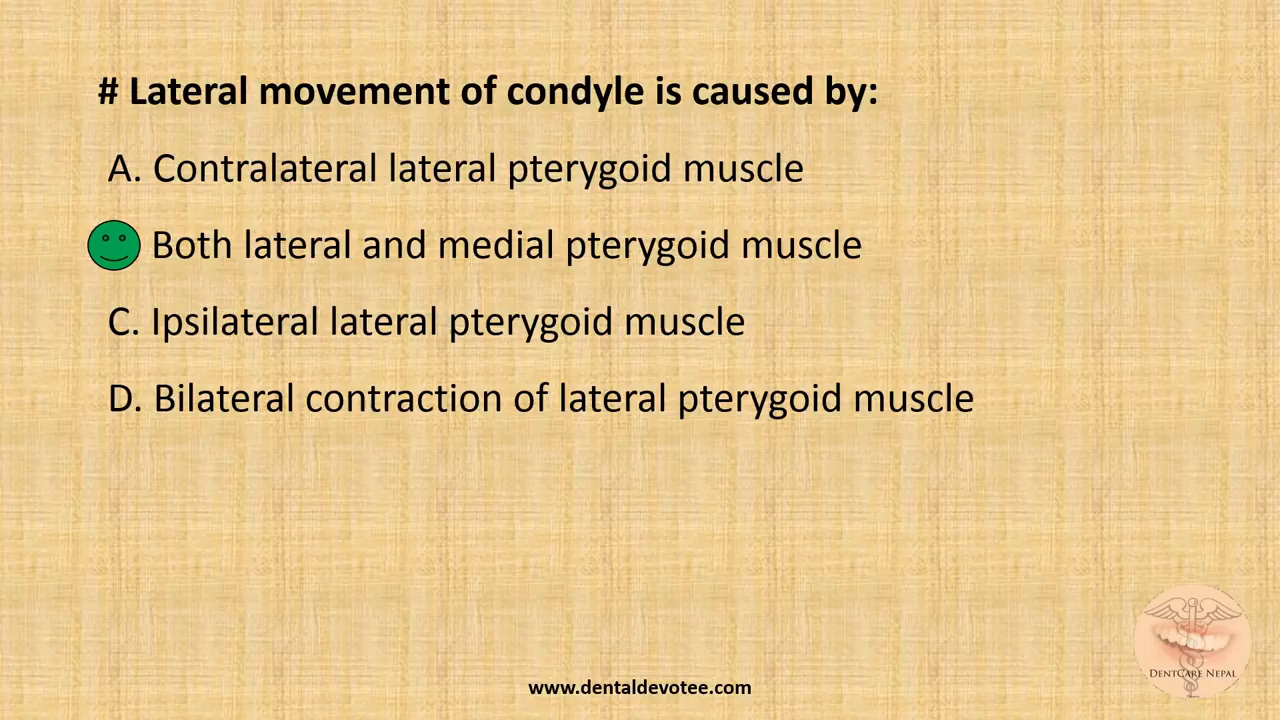 # Lateral movement of condyle is caused by:
A. Contralateral lateral pterygoid muscle
Both lateral and medial pterygoid muscle
C. Ipsilateral lateral pterygoid muscle
D. Bilateral contraction of lateral pterygoid muscle
DentCare Nepal
www.dentaldevotee.com